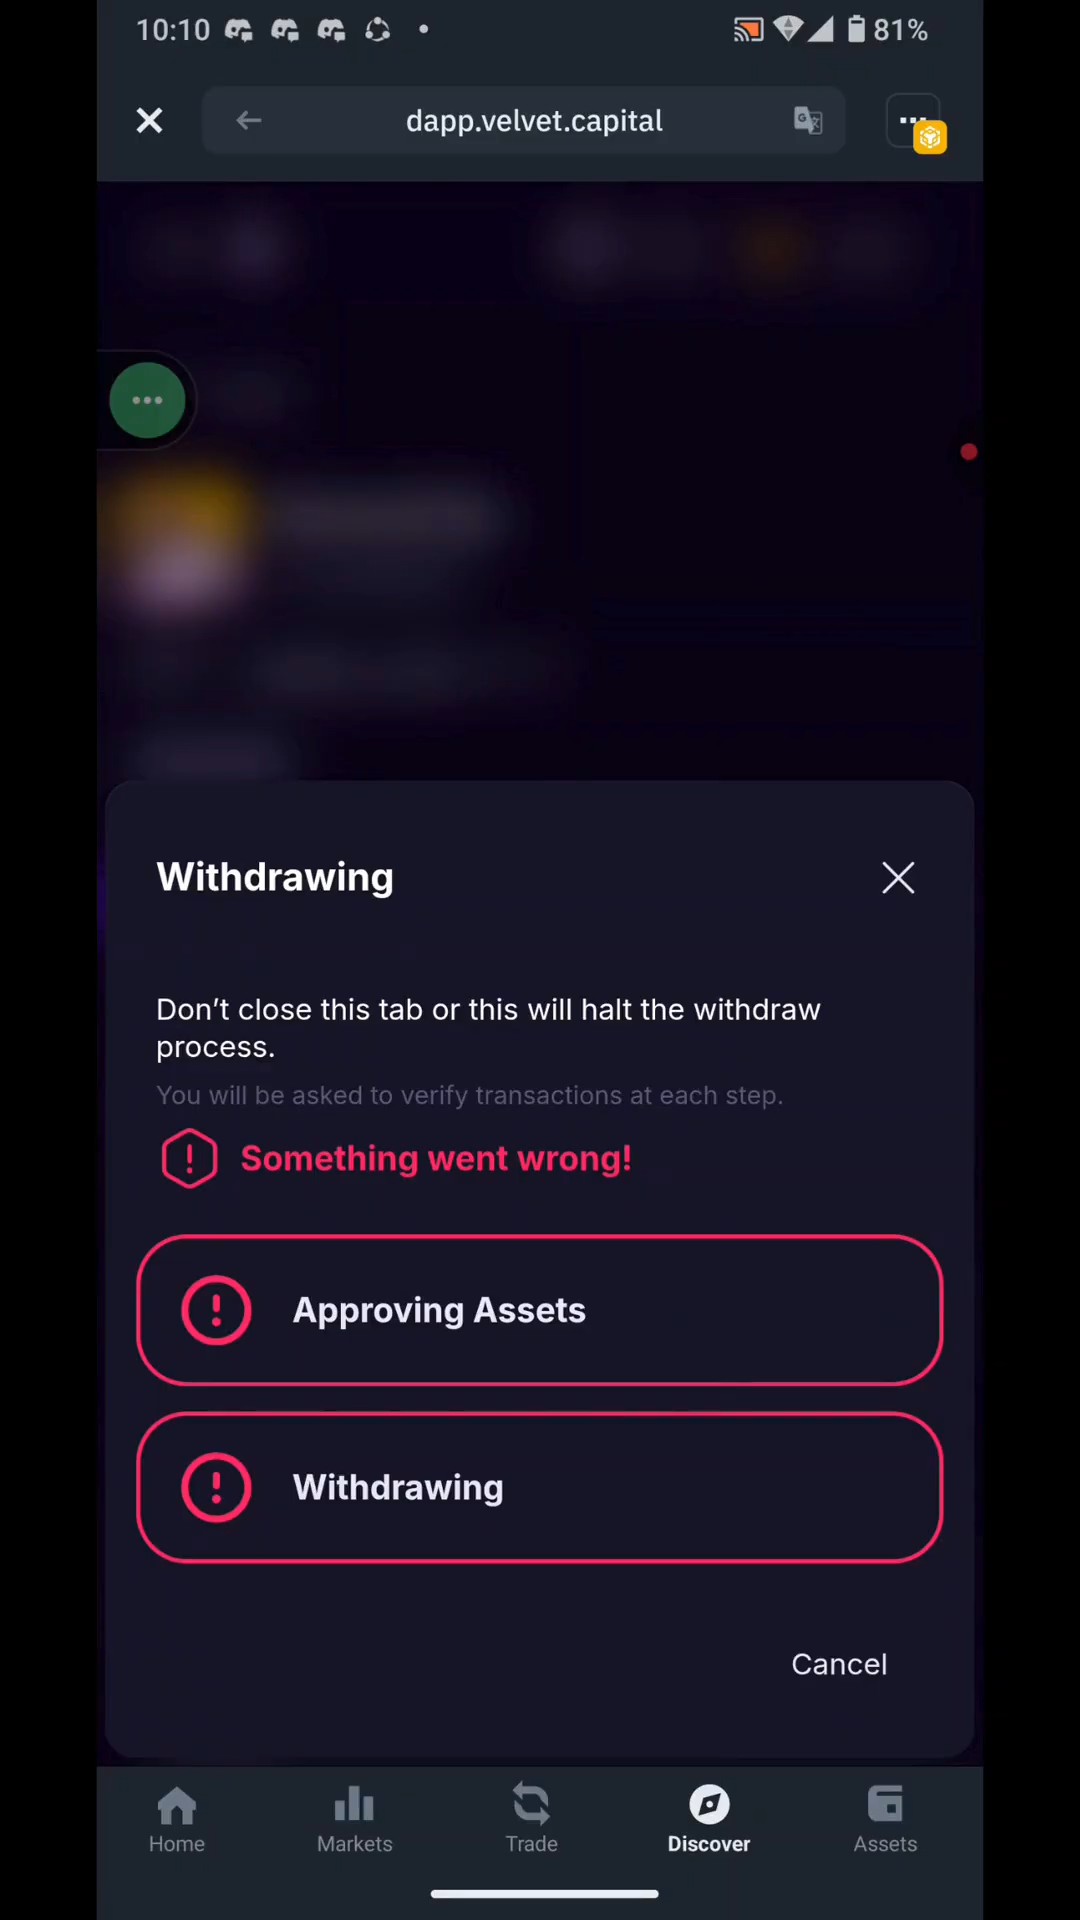 10:10
81%
dapp.velvet.capital
Withdrawing
Don’t close this tab or this will halt the withdraw
process.
You will be asked to verify transactions at each step.
Something went wrong!
Approving Assets
Withdrawing
Cancel
Home Markets Trade Discover Assets